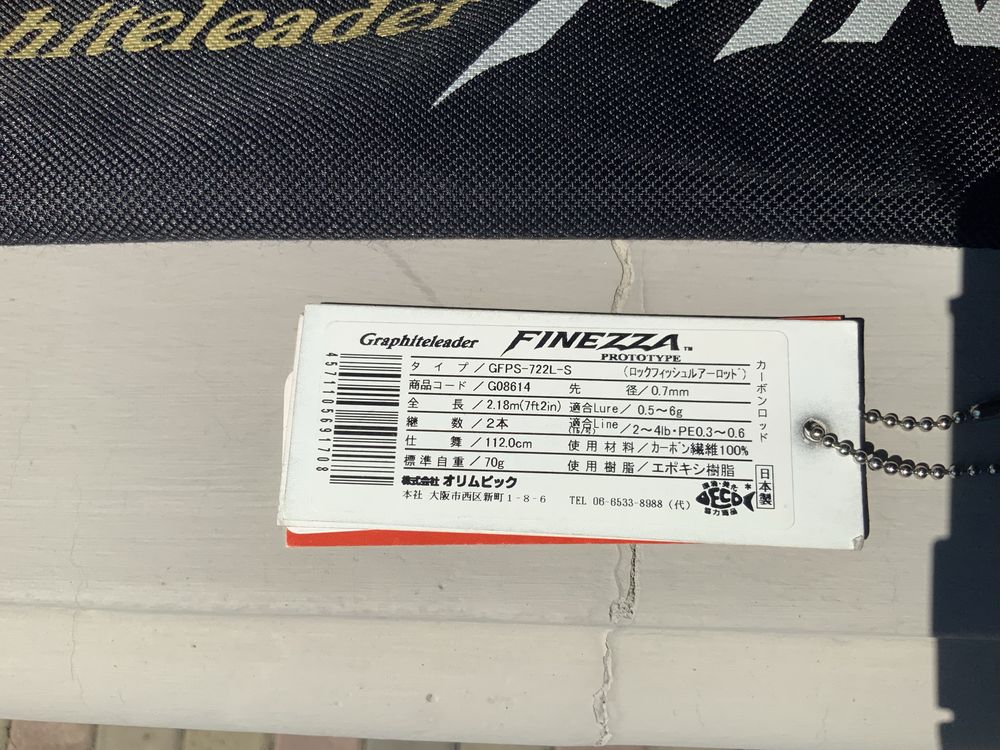 hiteleader FIN
Graphiteleader FINEZZA™
PROTOTYPE
タイプ/GFPS-722L-S (ロックフィッシュルアーロッド)
商品コード/G08614 先径/0.7mm
全長/2.18m(7ft2in) 適合Lure/0.5〜6g
継数/2本 適合Line/2〜4lb・PE0.3〜0.6
仕舞/112.0cm 使用材料/カーボン繊維100%
標準自重/70g 使用樹脂/エポキシ樹脂
株式会社 オリムピック
本社 大阪市西区新町1-8-6 TEL 06-6533-8988(代)
カーボンロッド
日本製
ECO
4571105691708